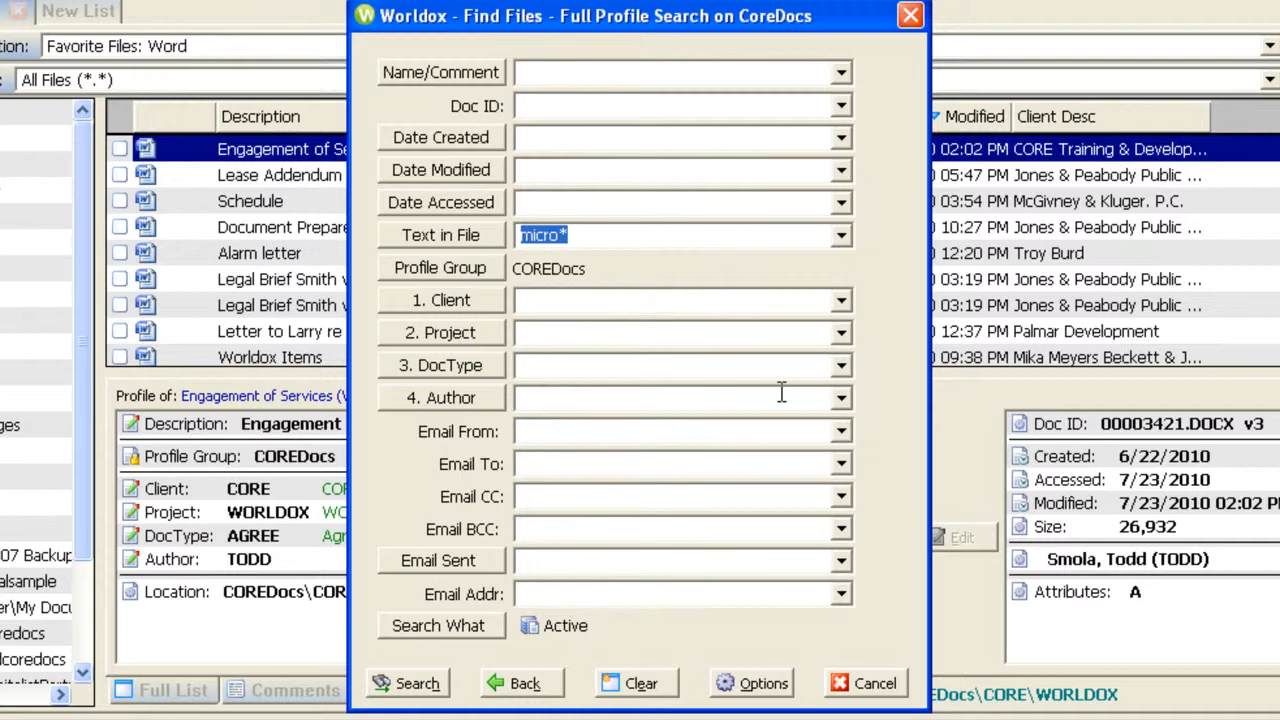 New List
Worldox - Find Files - Full Profile Search on CoreDocs
tion: Favorite Files: Word
: All Files (*.*)
Description
Modified Client Desc
Engagement of Se
02:02 PM CORE Training & Develop...
Lease Addendum
05:47 PM Jones & Peabody Public ...
Schedule
03:54 PM McGivney & Kluger. P.C.
Document Prepare
10:27 PM Jones & Peabody Public ...
Alarm letter
12:20 PM Troy Burd
Legal Brief Smith v
03:19 PM Jones & Peabody Public ...
Legal Brief Smith v
03:19 PM Jones & Peabody Public ...
Letter to Larry re
12:37 PM Palmar Development
Worldox Items
09:38 PM Mika Meyers Beckett & J...
Name/Comment
Doc ID:
Date Created
Date Modified
Date Accessed
Text in File micro*
Profile Group COREDocs
1. Client
2. Project
3. DocType
4. Author
Email From:
Email To:
Email CC:
Email BCC:
Email Sent
Email Addr:
Search What Active
Search Back Clear Options Cancel
Profile of: Engagement of Services (W
Description: Engagement
Profile Group: COREDocs
Client: CORE COR
Project: WORLDOX WO
DocType: AGREE Agr
Author: TODD
Location: COREDocs\COR
Doc ID: 00003421.DOCX v3
Created: 6/22/2010
Accessed: 7/23/2010
Modified: 7/23/2010 02:02 P
Size: 26,932
Edit
Smola, Todd (TODD)
Attributes: A
ges
07 Backup
alsample
er\My Docu
redocs
lcoredocs
Full List Comments
EDocs\CORE\WORLDOX